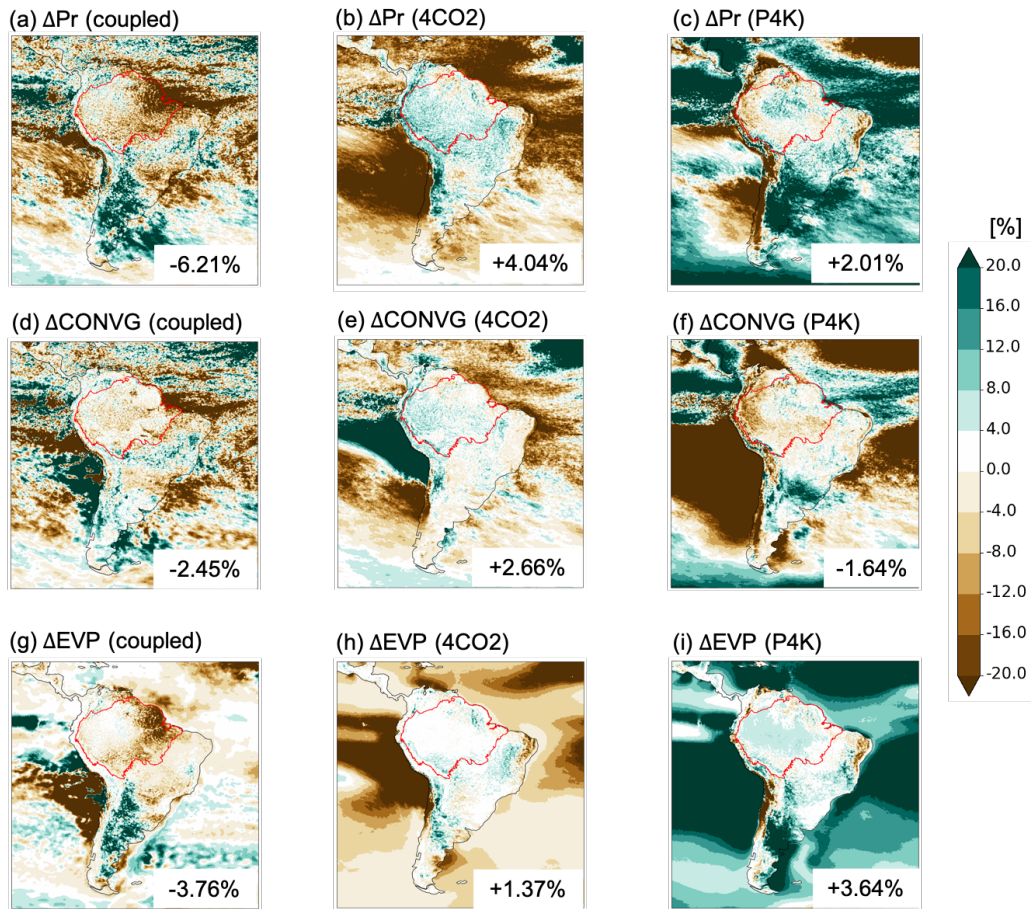 (a) ΔPr (coupled)
(b) ΔPr (4CO2)
(c) ΔPr (P4K)
-6.21%
+4.04%
+2.01%
[%]
20.0
16.0
12.0
8.0
4.0
0.0
-4.0
-8.0
-12.0
-16.0
-20.0
(d) ΔCONVG (coupled)
(e) ΔCONVG (4CO2)
(f) ΔCONVG (P4K)
-2.45%
+2.66%
-1.64%
(g) ΔEVP (coupled)
(h) ΔEVP (4CO2)
(i) ΔEVP (P4K)
-3.76%
+1.37%
+3.64%